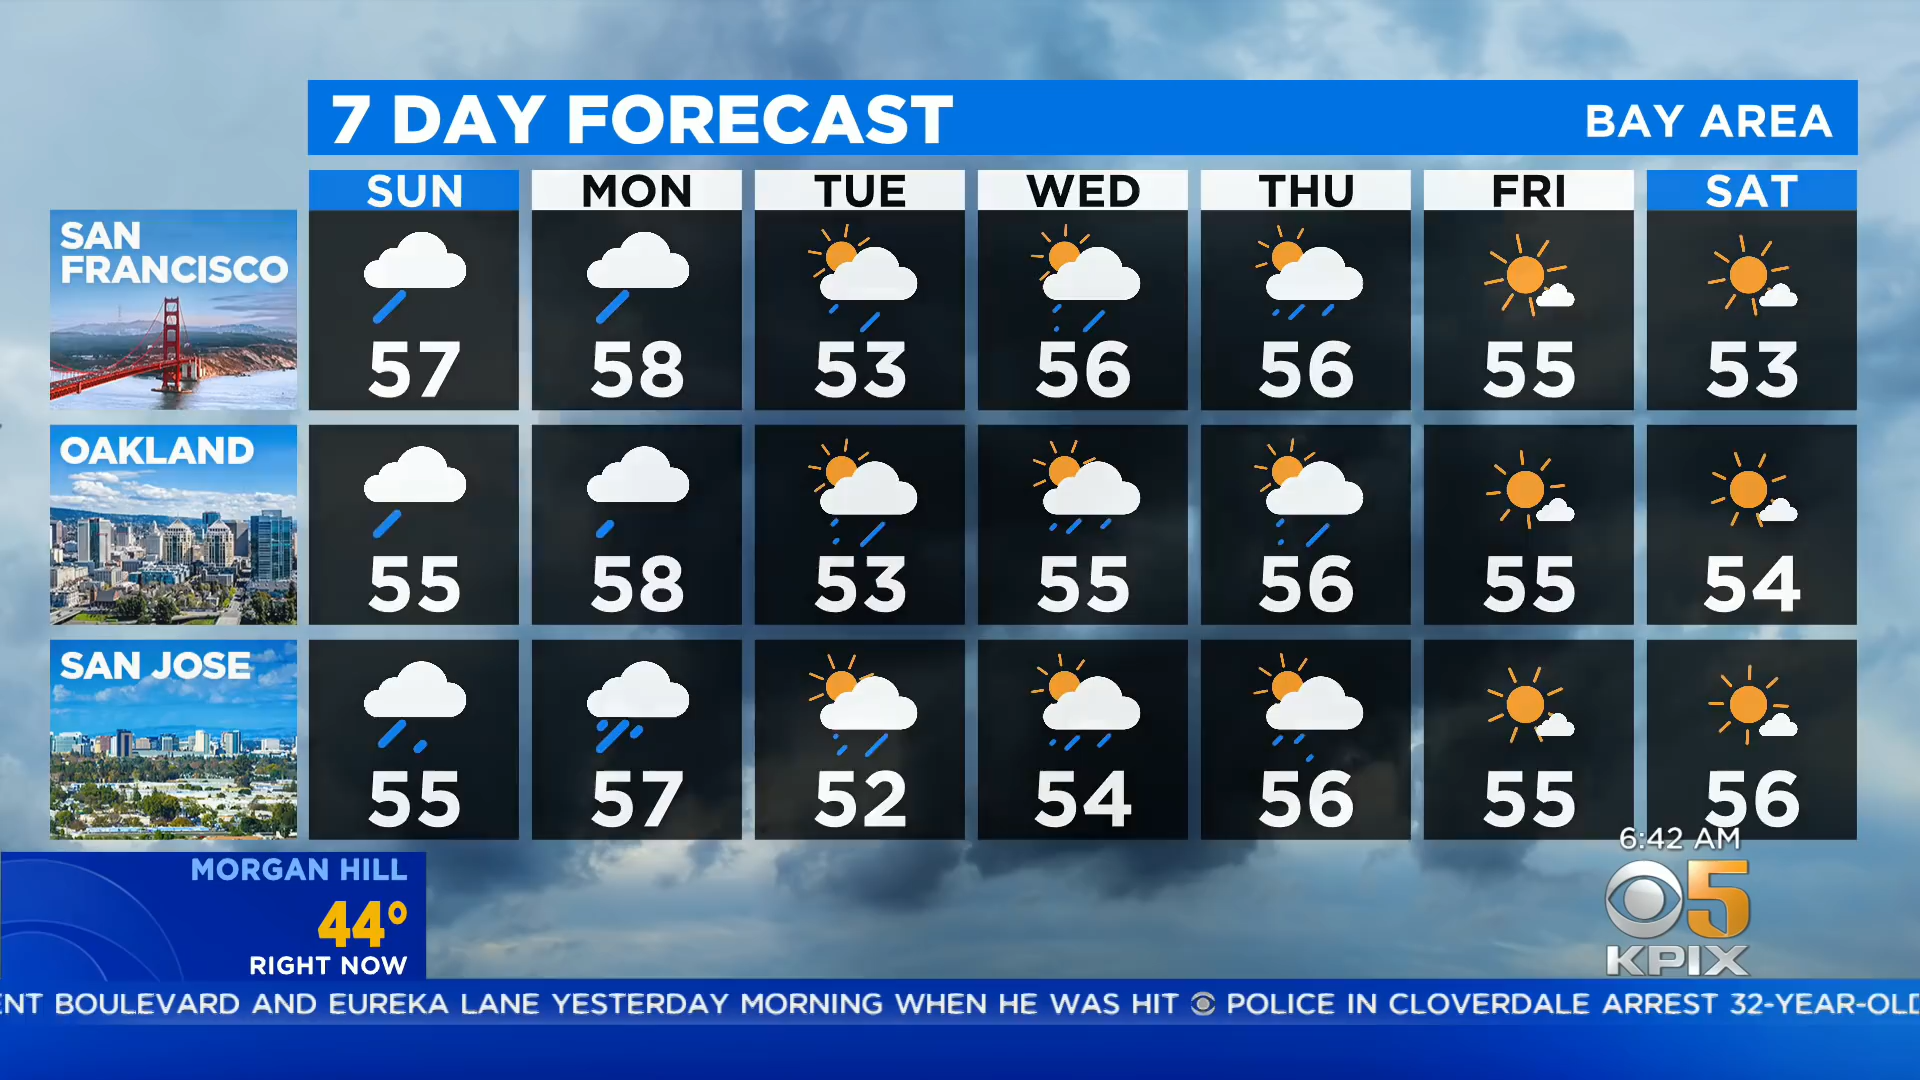 7 DAY FORECAST
BAY AREA
SUN MON TUE WED THU FRI SAT
SAN
FRANCISCO
57 58 53 56 56 55 53
OAKLAND
55 58 53 55 56 55 54
SAN JOSE
55 57 52 54 56 55 56
6:42 AM
5
KPIX
MORGAN HILL
44°
RIGHT NOW
ENT BOULEVARD AND EUREKA LANE YESTERDAY MORNING WHEN HE WAS HIT POLICE IN CLOVERDALE ARREST 32-YEAR-OLD